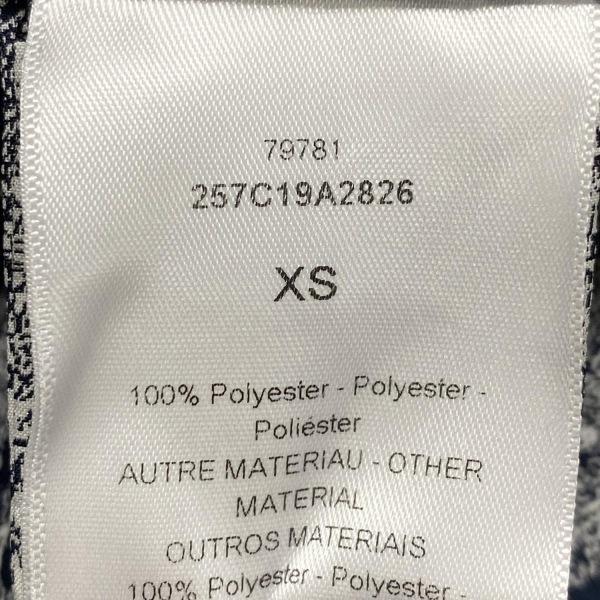 79781
257C19A2826
XS
100% Polyester - Polyester -
Poliéster
AUTRE MATERIAU - OTHER
MATERIAL
OUTROS MATERIAIS
100% Polyester - Polyester -